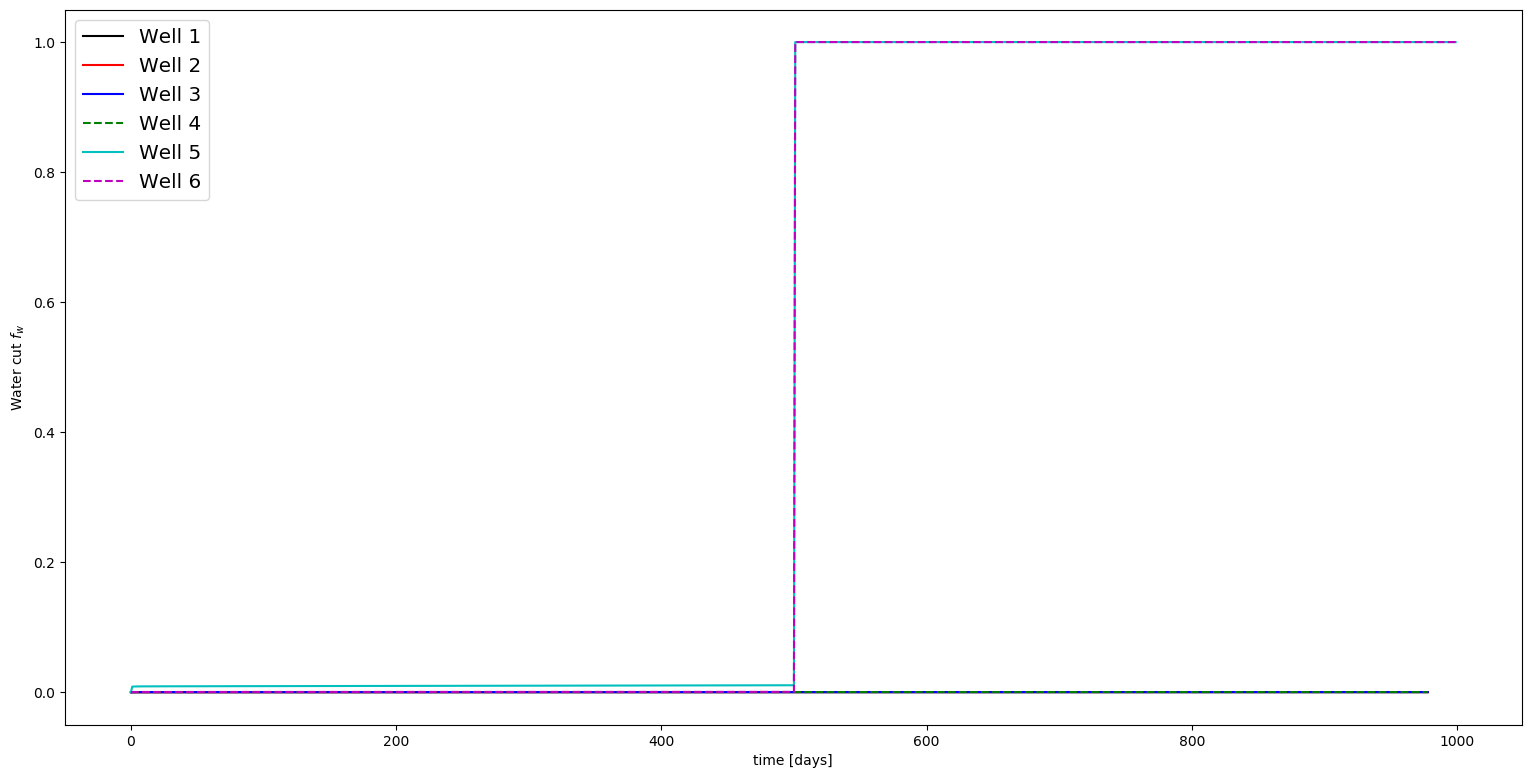 Well 1
Well 2
Well 3
Well 4
Well 5
Well 6
1.0
0.8
0.6
0.4
0.2
0.0
Water cut f_w
0 200 400 600 800 1000
time [days]